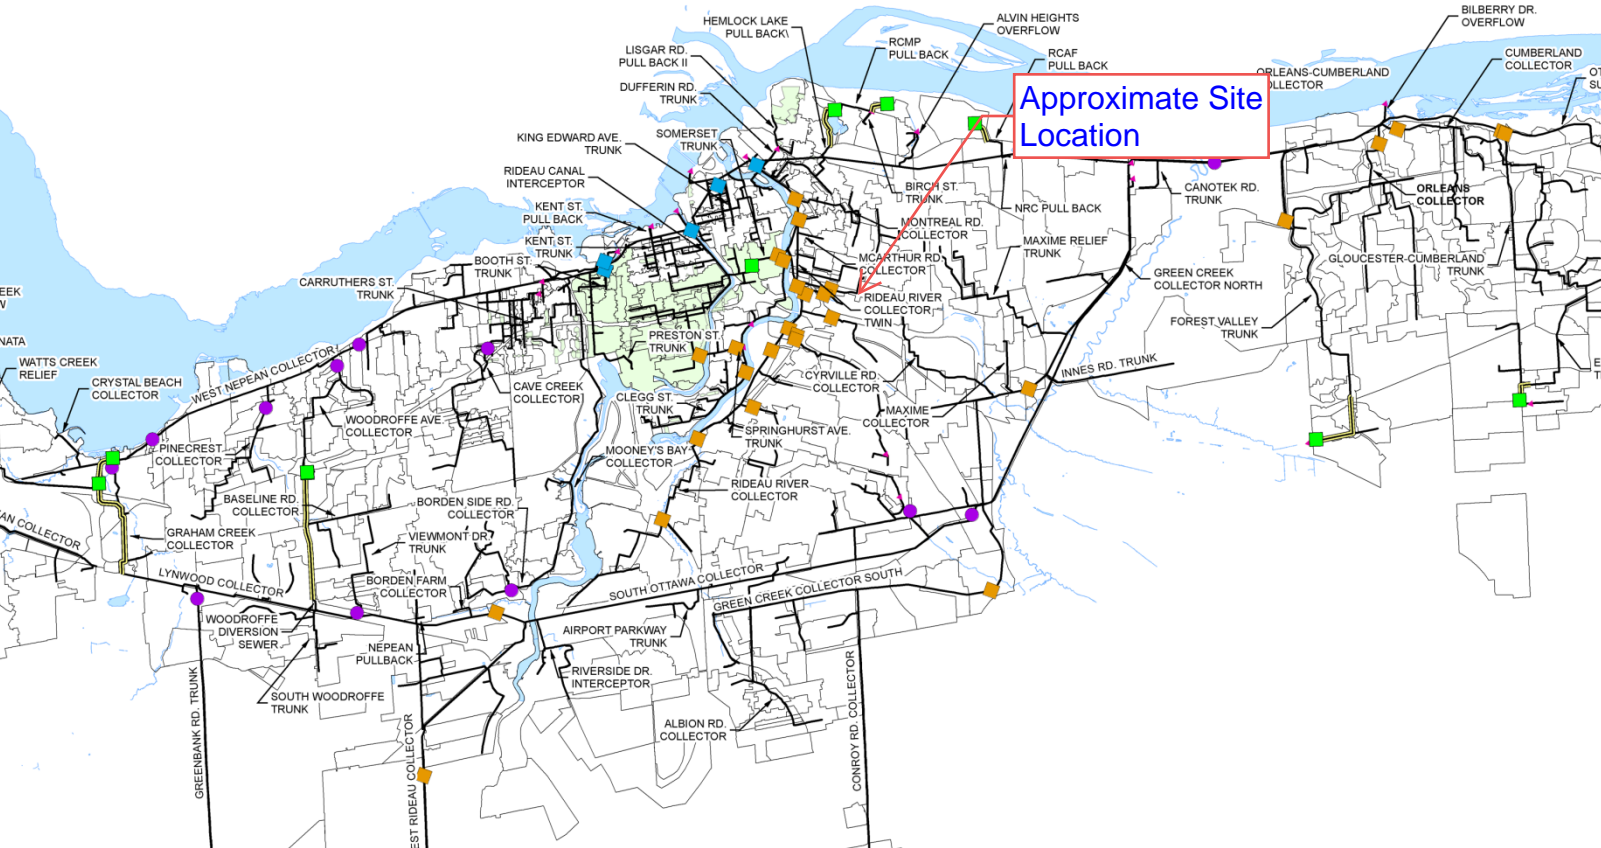 HEMLOCK LAKE
PULL BACK\
ALVIN HEIGHTS
OVERFLOW
BILBERRY DR.
OVERFLOW
LISGAR RD.
PULL BACK II
RCMP
PULL BACK
RCAF
PULL BACK
CUMBERLAND
COLLECTOR
ORLEANS-CUMBERLAND
OLLECTOR
OT
SU
DUFFERIN RD.
TRUNK
Approximate Site
Location
KING EDWARD AVE.
TRUNK
SOMERSET
TRUNK
RIDEAU CANAL
INTERCEPTOR
BIRCH ST.
TRUNK
NRC PULL BACK
CANOTEK RD.
TRUNK
ORLEANS
COLLECTOR
KENT ST.
PULL BACK
MONTREAL RD.
COLLECTOR
KENT ST.
TRUNK
MAXIME RELIEF
TRUNK
BOOTH ST.
TRUNK
MCARTHUR RD.
COLLECTOR
GLOUCESTER-CUMBERLAND
TRUNK
CARRUTHERS ST.
TRUNK
GREEN CREEK
COLLECTOR NORTH
EEK
W
RIDEAU RIVER
COLLECTOR
TWIN
FOREST VALLEY
TRUNK
NATA
PRESTON ST.
TRUNK
WATTS CREEK
RELIEF
WEST NEPEAN COLLECTOR
CRYSTAL BEACH
COLLECTOR
CAVE CREEK
COLLECTOR
CYRVILLE RD.
COLLECTOR
INNES RD. TRUNK
E
T
CLEGG ST.
TRUNK
WOODROFFE AVE.
COLLECTOR
MAXIME
COLLECTOR
SPRINGHURST AVE.
TRUNK
PINECREST
COLLECTOR
MOONEY'S BAY
COLLECTOR
RIDEAU RIVER
COLLECTOR
BASELINE RD.
COLLECTOR
BORDEN SIDE RD.
COLLECTOR
AN COLLECTOR
GRAHAM CREEK
COLLECTOR
VIEWMONT DR.
TRUNK
LYNWOOD COLLECTOR
BORDEN FARM
COLLECTOR
SOUTH OTTAWA COLLECTOR
GREEN CREEK COLLECTOR SOUTH
WOODROFFE
DIVERSION
SEWER
AIRPORT PARKWAY
TRUNK
NEPEAN
PULLBACK
RIVERSIDE DR.
INTERCEPTOR
SOUTH WOODROFFE
TRUNK
GREENBANK RD. TRUNK
ALBION RD.
COLLECTOR
CONROY RD. COLLECTOR
EST RIDEAU COLLECTOR